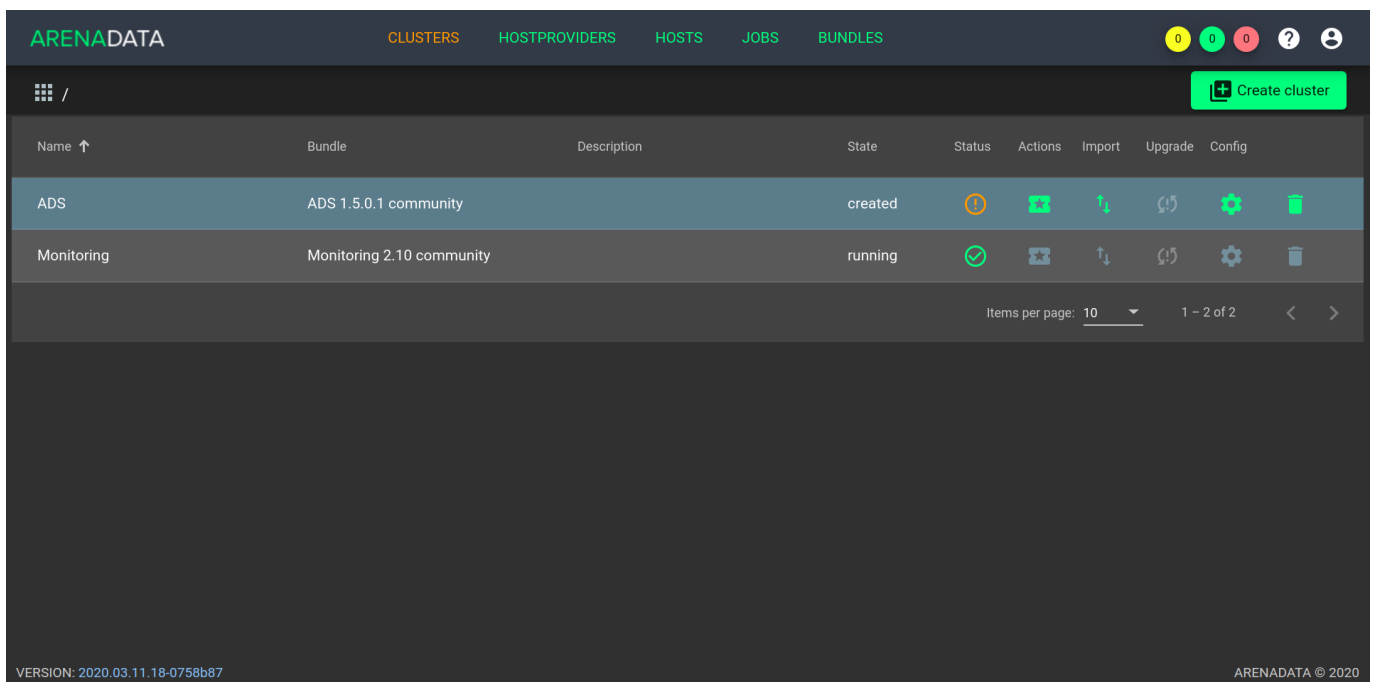 ARENADATA CLUSTERS HOSTPROVIDERS HOSTS JOBS BUNDLES 0 0 0 ?
/ Create cluster
Name Bundle Description State Status Actions Import Upgrade Config
ADS ADS 1.5.0.1 community created
Monitoring Monitoring 2.10 community running
Items per page: 10 1 – 2 of 2
VERSION: 2020.03.11.18-0758b87 ARENADATA © 2020